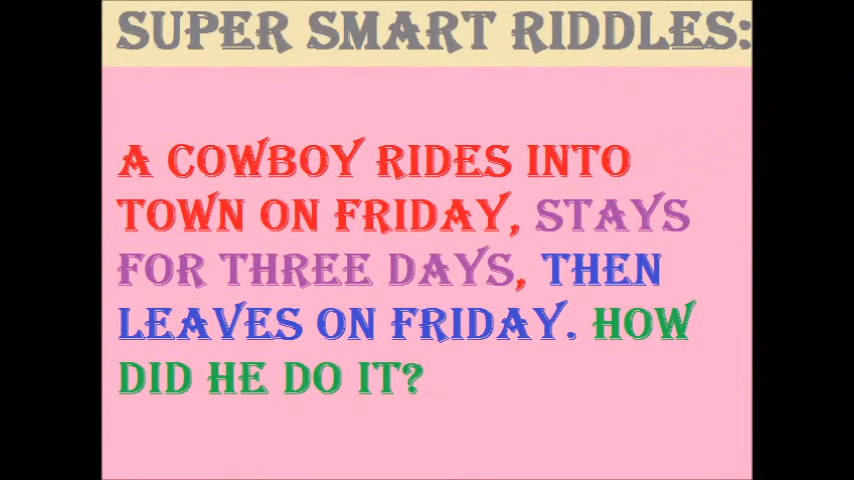 SUPER SMART RIDDLES:
A COWBOY RIDES INTO
TOWN ON FRIDAY, STAYS
FOR THREE DAYS, THEN
LEAVES ON FRIDAY. HOW
DID HE DO IT?